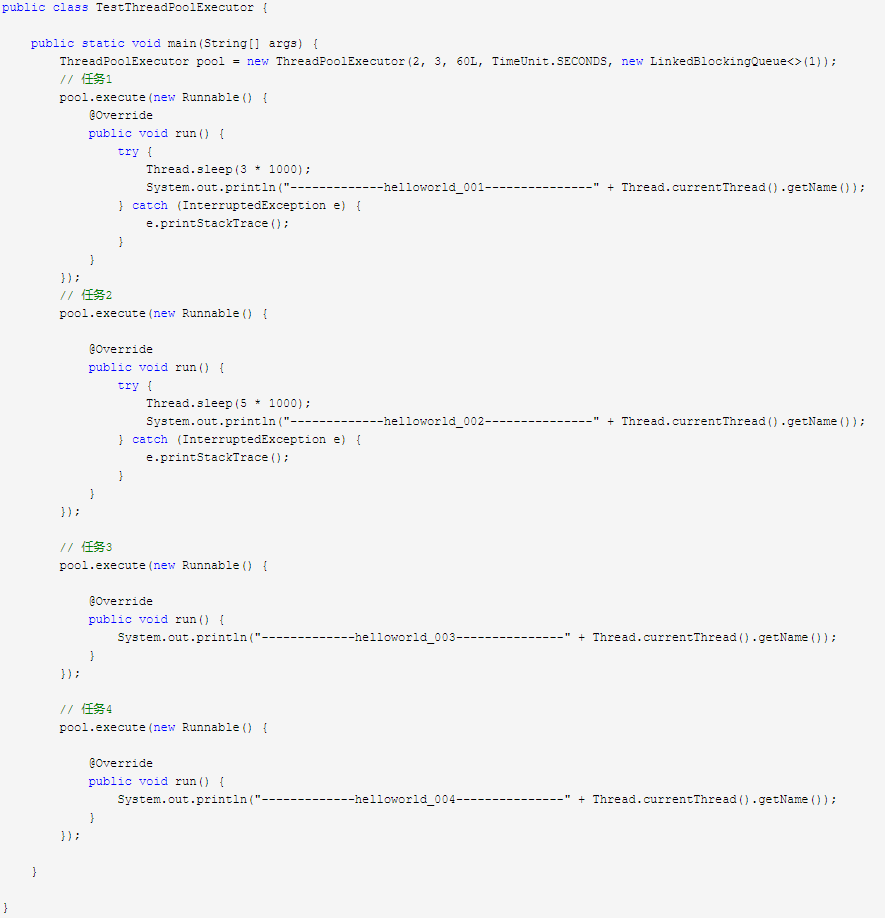 public class TestThreadPoolExecutor {
public static void main(String[] args) {
ThreadPoolExecutor pool = new ThreadPoolExecutor(2, 3, 60L, TimeUnit.SECONDS, new LinkedBlockingQueue<>(1));
// 任务1
pool.execute(new Runnable() {
@Override
public void run() {
try {
Thread.sleep(3 * 1000);
System.out.println("-------------helloworld_001---------------" + Thread.currentThread().getName());
} catch (InterruptedException e) {
e.printStackTrace();
}
}
});
// 任务2
pool.execute(new Runnable() {
@Override
public void run() {
try {
Thread.sleep(5 * 1000);
System.out.println("-------------helloworld_002---------------" + Thread.currentThread().getName());
} catch (InterruptedException e) {
e.printStackTrace();
}
}
});
// 任务3
pool.execute(new Runnable() {
@Override
public void run() {
System.out.println("-------------helloworld_003---------------" + Thread.currentThread().getName());
}
});
// 任务4
pool.execute(new Runnable() {
@Override
public void run() {
System.out.println("-------------helloworld_004---------------" + Thread.currentThread().getName());
}
});
}
}